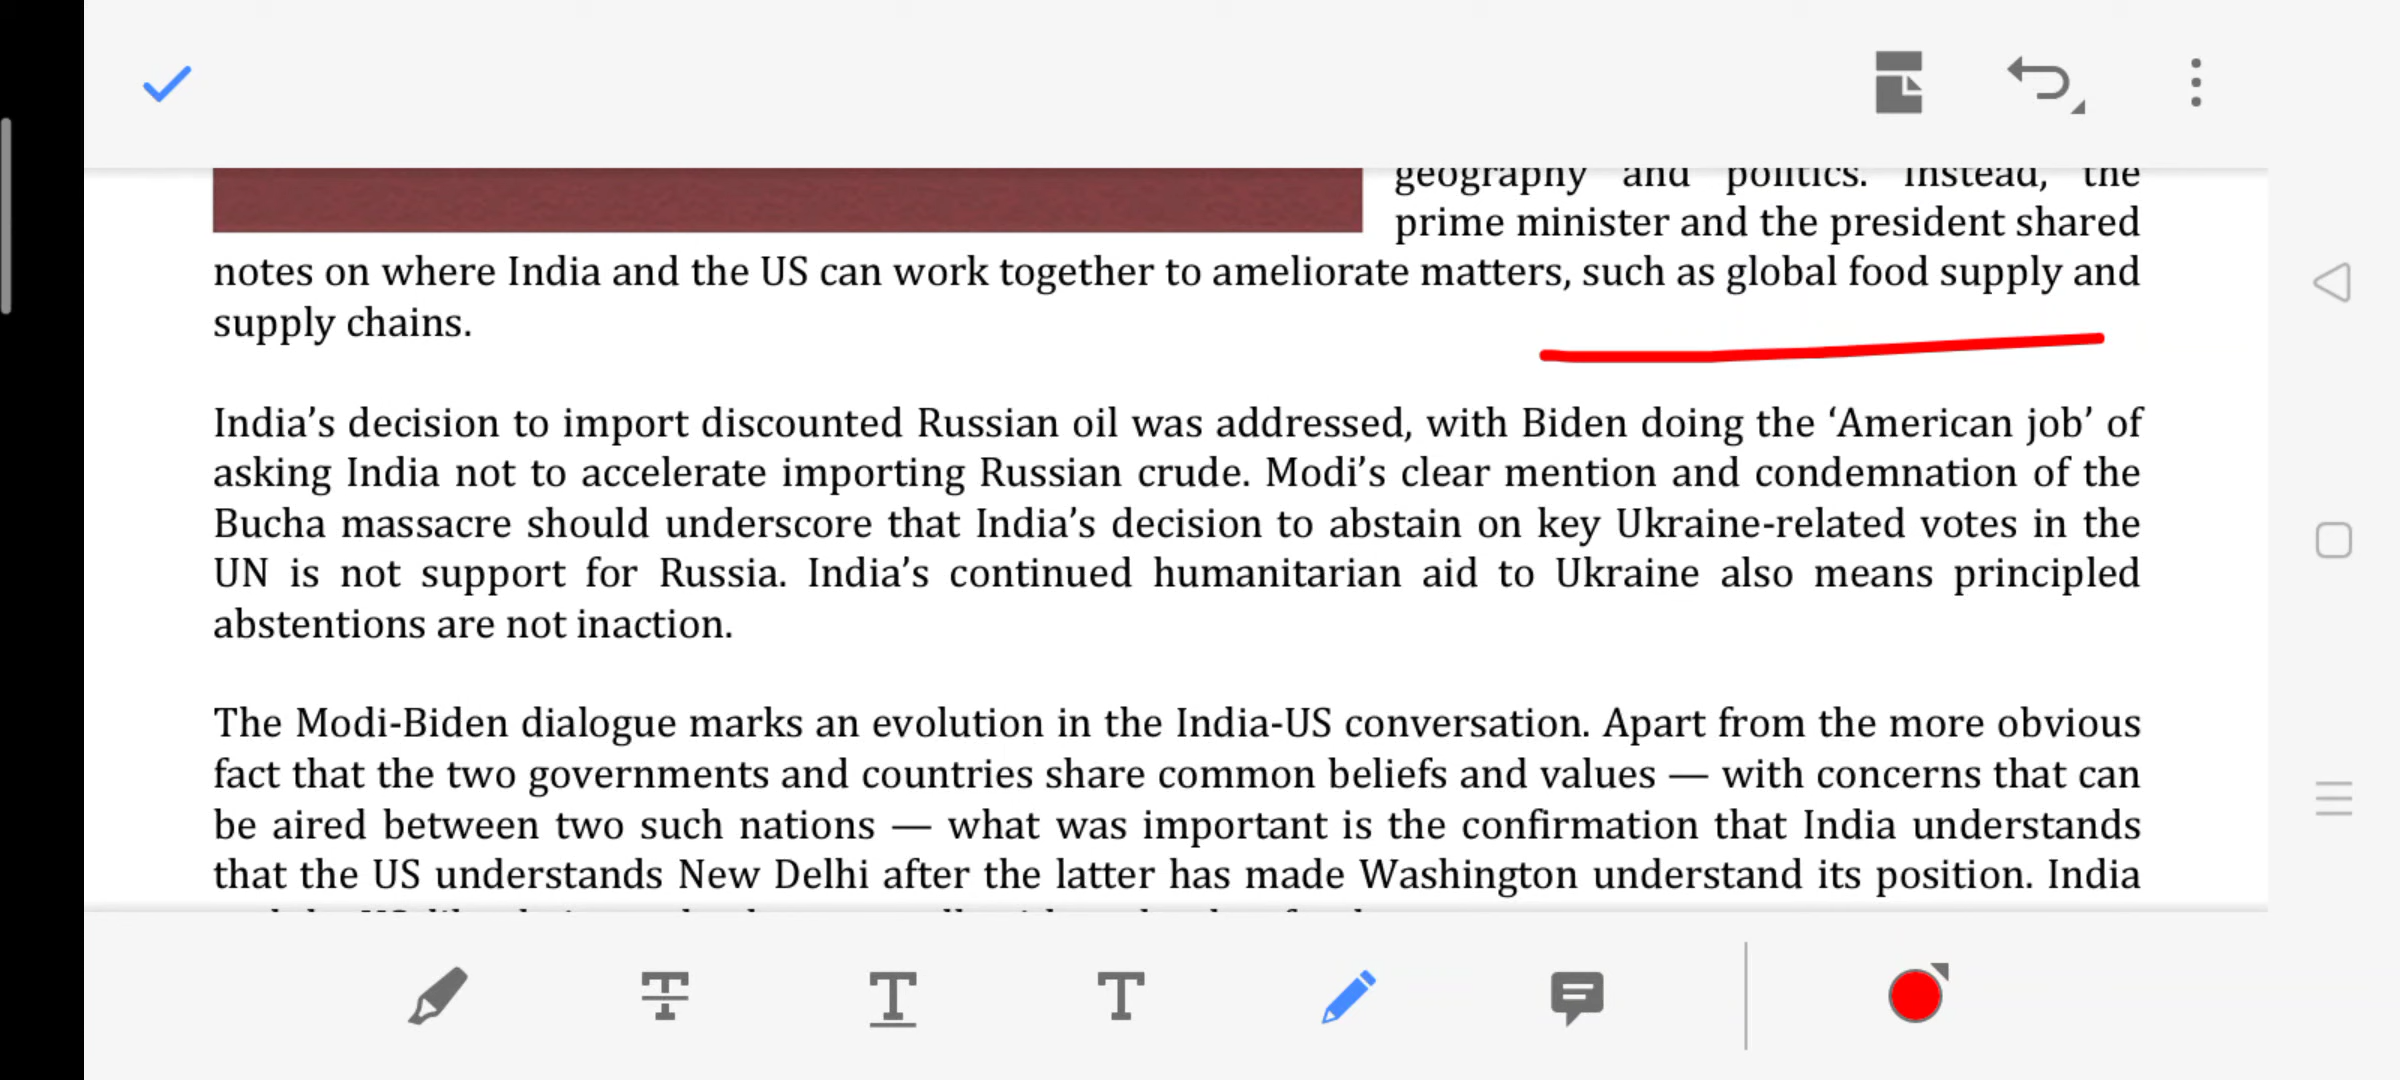 geography and politics. Instead, the
prime minister and the president shared
notes on where India and the US can work together to ameliorate matters, such as global food supply and
supply chains.
India’s decision to import discounted Russian oil was addressed, with Biden doing the ‘American job’ of
asking India not to accelerate importing Russian crude. Modi’s clear mention and condemnation of the
Bucha massacre should underscore that India’s decision to abstain on key Ukraine-related votes in the
UN is not support for Russia. India’s continued humanitarian aid to Ukraine also means principled
abstentions are not inaction.
The Modi-Biden dialogue marks an evolution in the India-US conversation. Apart from the more obvious
fact that the two governments and countries share common beliefs and values — with concerns that can
be aired between two such nations — what was important is the confirmation that India understands
that the US understands New Delhi after the latter has made Washington understand its position. India